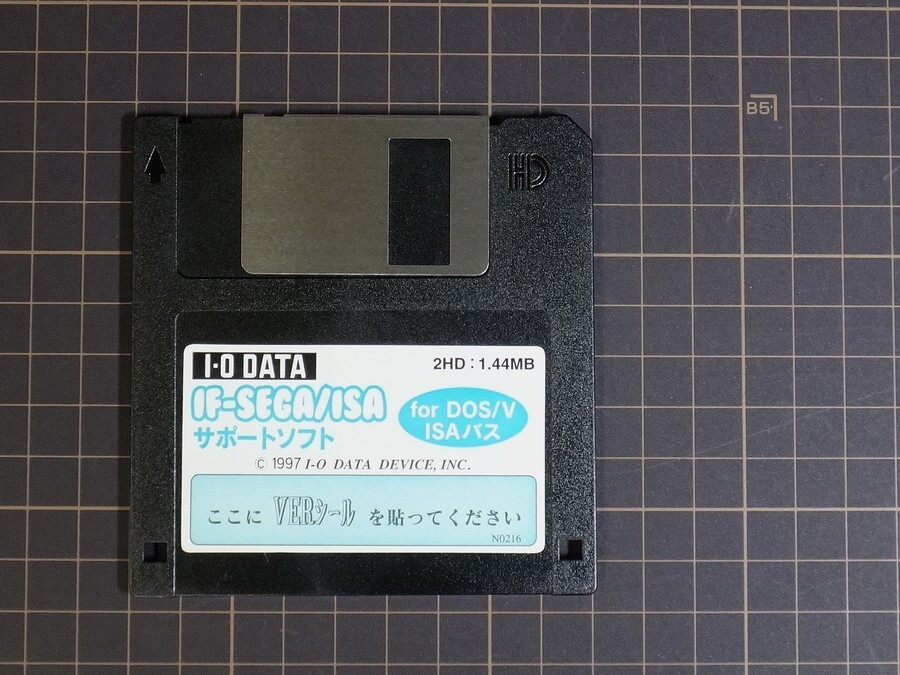 B5
HD
I·O DATA
2HD：1.44MB
IF-SEGA/ISA
サポートソフト
for DOS/V
ISAバス
© 1997 I-O DATA DEVICE, INC.
ここに VERシール を貼ってください
N0216